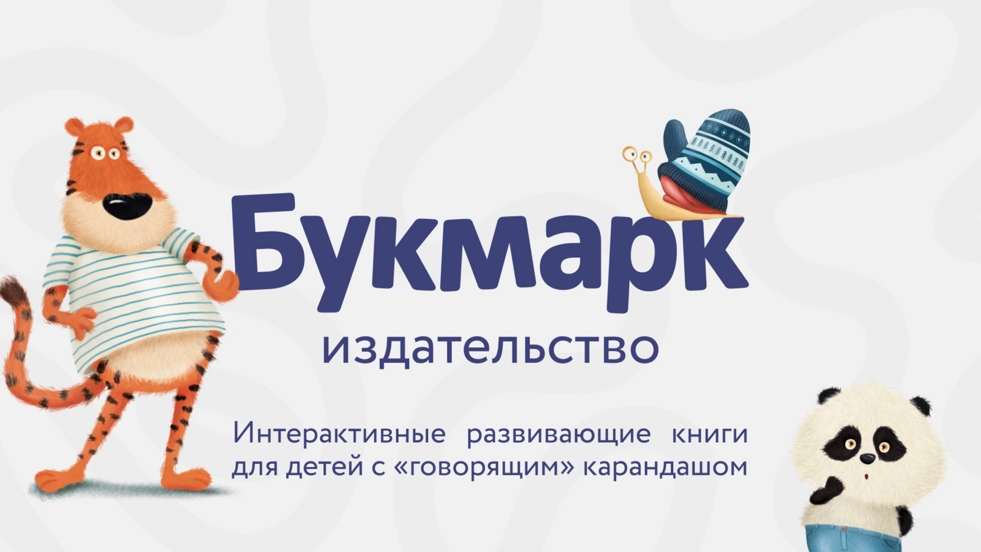 Букмарк
издательство
Интерактивные развивающие книги
для детей с «говорящим» карандашом